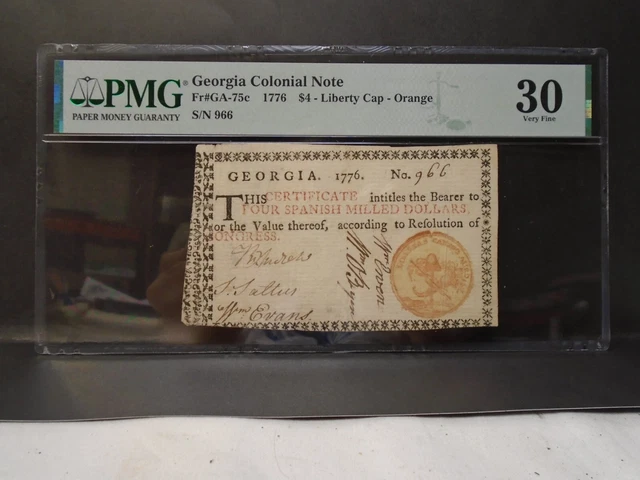 PMG
PAPER MONEY GUARANTY
Georgia Colonial Note
Fr#GA-75c 1776 $4 - Liberty Cap - Orange
S/N 966
30
Very Fine
GEORGIA. 1776. No. 966
THIS CERTIFICATE intitles the Bearer to
FOUR SPANISH MILLED DOLLARS,
or the Value thereof, according to Resolution of
CONGRESS.
Wm Evans